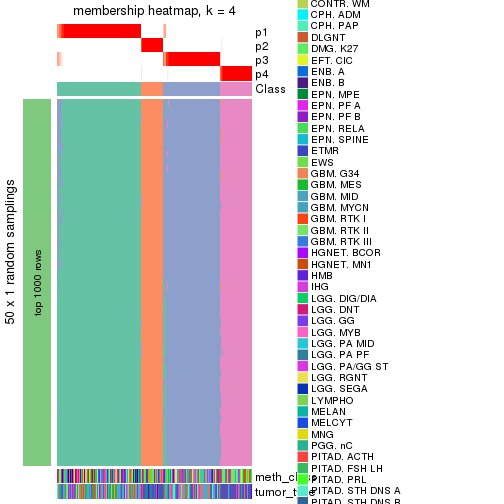 membership heatmap, k = 4
p1
p2
p3
p4
Class
50 x 1 random samplings
top 1000 rows
meth_class
CONTR. WM
CPH. ADM
CPH. PAP
DLGNT
DMG. K27
EFT. CIC
ENB. A
ENB. B
EPN. MPE
EPN. PF A
EPN. PF B
EPN. RELA
EPN. SPINE
ETMR
EWS
GBM. G34
GBM. MES
GBM. MID
GBM. MYCN
GBM. RTK I
GBM. RTK II
GBM. RTK III
HGNET. BCOR
HGNET. MN1
HMB
IHG
LGG. DIG/DIA
LGG. DNT
LGG. GG
LGG. MYB
LGG. PA MID
LGG. PA PF
LGG. PA/GG ST
LGG. RGNT
LGG. SEGA
LYMPHO
MELAN
MELCYT
MNG
PGG. nC
PITAD. ACTH
PITAD. FSH LH
PITAD. PRL
PITAD. STH DNS A
PITAD. STH DNS B